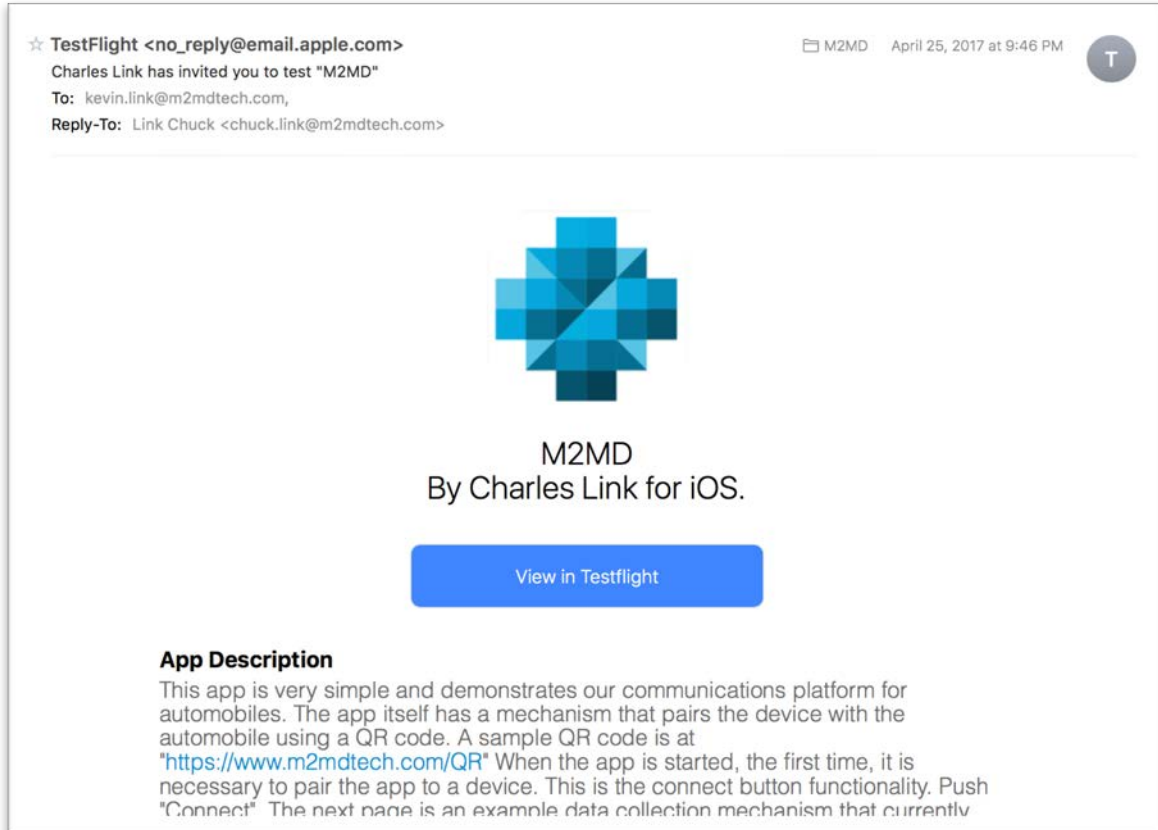 TestFlight <no_reply@email.apple.com>
M2MD April 25, 2017 at 9:46 PM
T
Charles Link has invited you to test "M2MD"
To: kevin.link@m2mdtech.com,
Reply-To: Link Chuck <chuck.link@m2mdtech.com>
M2MD
By Charles Link for iOS.
View in Testflight
App Description
This app is very simple and demonstrates our communications platform for
automobiles. The app itself has a mechanism that pairs the device with the
automobile using a QR code. A sample QR code is at
"https://www.m2mdtech.com/QR" When the app is started, the first time, it is
necessary to pair the app to a device. This is the connect button functionality. Push
"Connect". The next page is an example data collection mechanism that currently